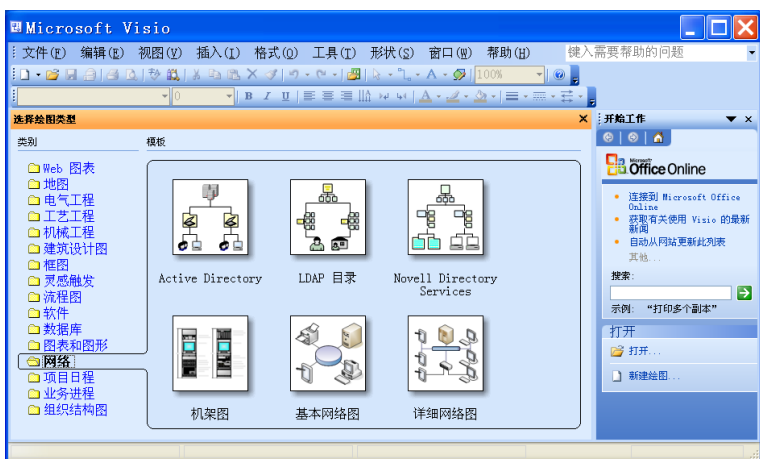 Microsoft Visio
文件(F) 编辑(E) 视图(V) 插入(I) 格式(O) 工具(T) 形状(S) 窗口(W) 帮助(H) 键入需要帮助的问题
100%
0 B I U A
选择绘图类型
开始工作
类别 模板
Web 图表
地图
电气工程
工艺工程
机械工程
建筑设计图
框图
灵感触发
流程图
软件
数据库
图表和图形
网络
项目日程
业务进程
组织结构图
Active Directory
LDAP 目录
Novell Directory
Services
机架图
基本网络图
详细网络图
Microsoft
Office Online
连接到 Microsoft Office
Online
获取有关使用 Visio 的最新
新闻
自动从网站更新此列表
其他...
搜索:
示例: “打印多个副本”
打开
打开...
新建绘图...